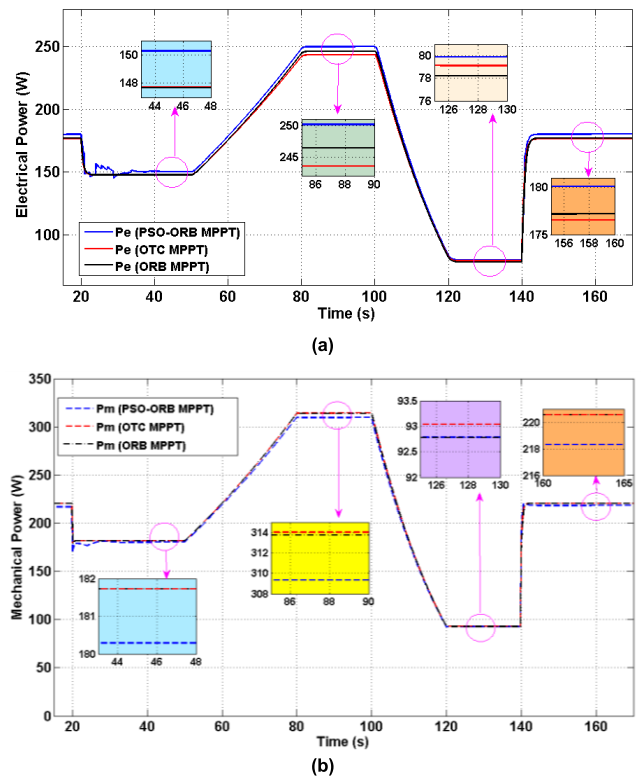 250
200
150
100
Electrical Power (W)
150
148
44 46 48
250
245
86 88 90
80
78
76
126 128 130
180
175
156 158 160
Pe (PSO-ORB MPPT)
Pe (OTC MPPT)
Pe (ORB MPPT)
20 40 60 80 100 120 140 160
Time (s)
(a)
350
300
250
200
150
100
50
0
Mechanical Power (W)
Pm (PSO-ORB MPPT)
Pm (OTC MPPT)
Pm (ORB MPPT)
93.5
93
92.5
92
126 128 130
220
218
216
160 165
314
312
310
308
86 88 90
182
181
180
44 46 48
20 40 60 80 100 120 140 160
Time (s)
(b)